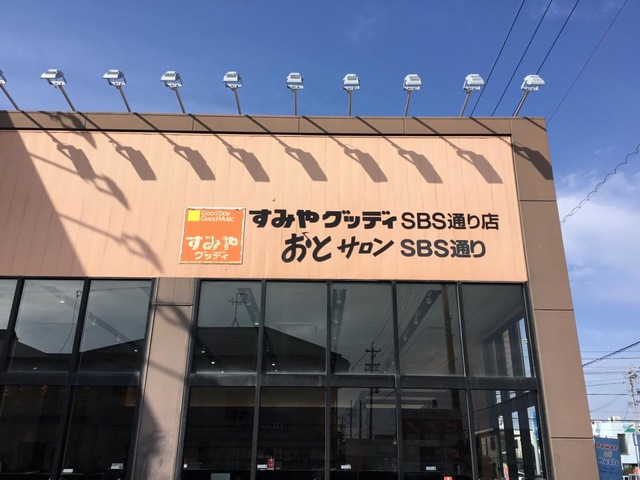 Good Day
Good Music
すみや
グッディ
すみやグッディ SBS通り店
おとサロン SBS通り